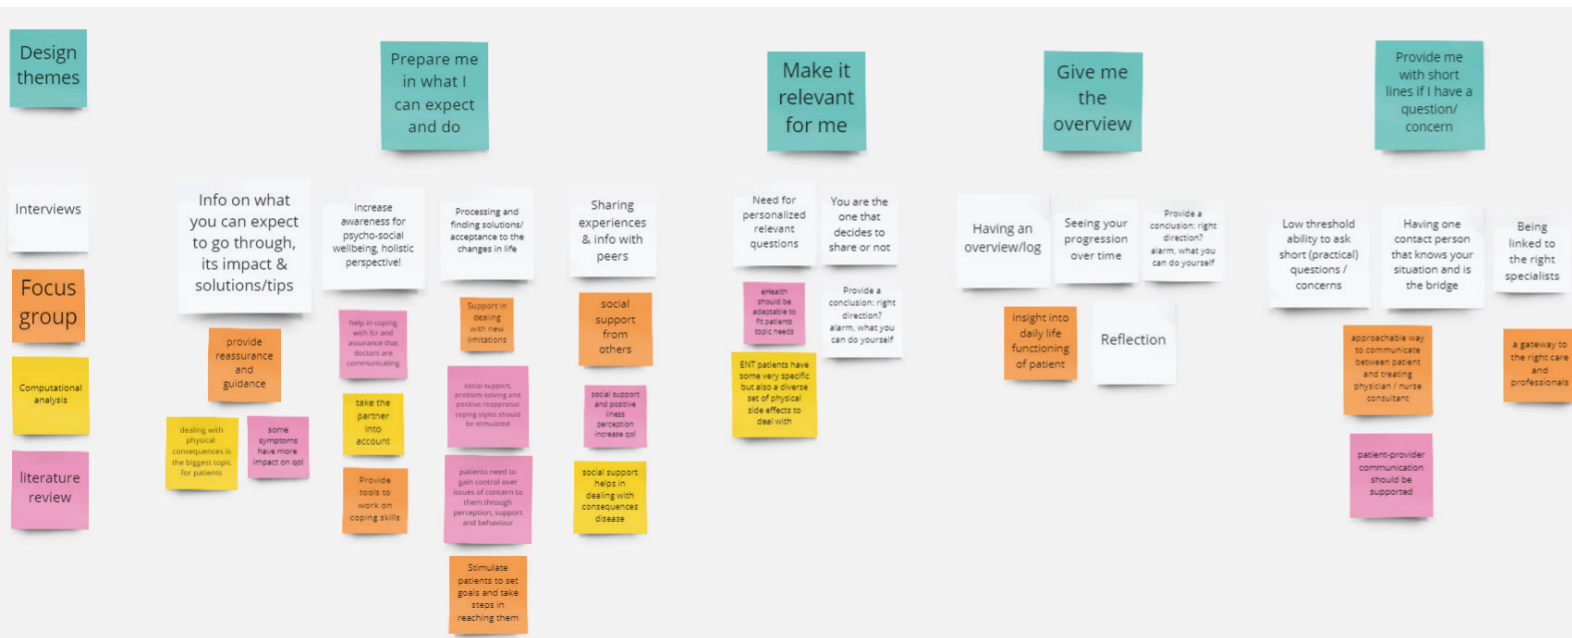 Design
themes
Interviews
Focus
group
Computational
analysis
literature
review
Prepare me
in what I
can expect
and do
Info on what
you can expect
to go through,
its impact &
solutions/tips
provide
reassurance
and
guidance
dealing with
physical
consequences is
the biggest topic
for patients
some
symptoms
have more
impact on qol
increase
awareness for
psycho-social
wellbeing, holistic
perspective!
help in coping
with fcr and
assurance that
doctors are
communicating
take the
partner
into
account
Provide
tools to
work on
coping skills
Processing and
finding solutions/
acceptance to the
changes in life
Support in
dealing
with new
limitations
social support,
problem solving and
positive reappraisal
coping styles should
be stimulated
patients need to
gain control over
issues of concern to
them through
perception, support
and behaviour
Stimulate
patients to set
goals and take
steps in
reaching them
Sharing
experiences
& info with
peers
social
support
from
others
social support
and positive
illness
perception
increase qol
social support
helps in
dealing with
consequences
disease
Make it
relevant
for me
Need for
personalized
relevant
questions
eHealth
should be
adaptable to
fit patients
topic needs
ENT patients have
some very specific
but also a diverse
set of physical
side effects to
deal with
You are the
one that
decides to
share or not
Provide a
conclusion: right
direction?
alarm, what you
can do yourself
Give me
the
overview
Having an
overview/log
Seeing your
progression
over time
Provide a
conclusion: right
direction?
alarm, what you
can do yourself
insight into
daily life
functioning
of patient
Reflection
Provide me
with short
lines if I have a
question/
concern
Low threshold
ability to ask
short (practical)
questions /
concerns
Having one
contact person
that knows your
situation and is
the bridge
approachable way
to communicate
between patient
and treating
physician / nurse
consultant
patient-provider
communication
should be
supported
Being
linked to
the right
specialists
a gateway to
the right care
and
professionals